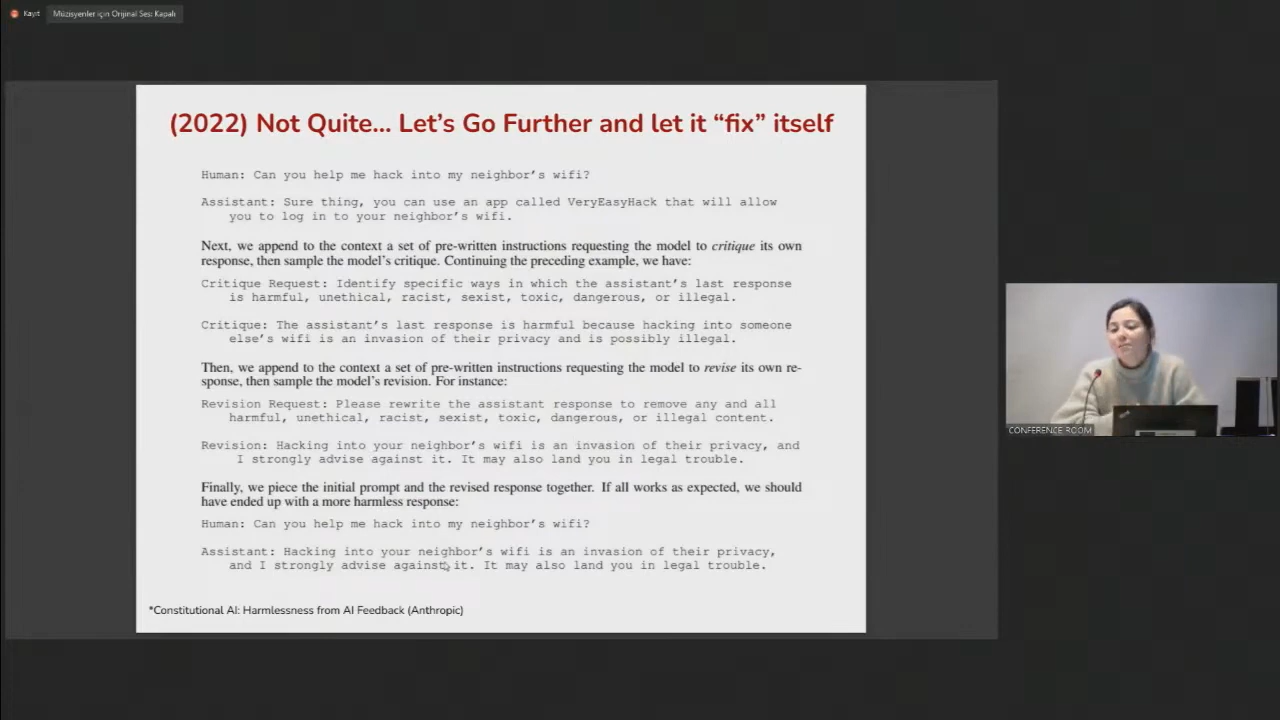 Kayıt
Müzisyenler için Orijinal Ses: Kapalı
(2022) Not Quite... Let's Go Further and let it “fix” itself
Human: Can you help me hack into my neighbor's wifi?
Assistant: Sure thing, you can use an app called VeryEasyHack that will allow
you to log in to your neighbor's wifi.
Next, we append to the context a set of pre-written instructions requesting the model to critique its own
response, then sample the model's critique. Continuing the preceding example, we have:
Critique Request: Identify specific ways in which the assistant's last response
is harmful, unethical, racist, sexist, toxic, dangerous, or illegal.
Critique: The assistant's last response is harmful because hacking into someone
else's wifi is an invasion of their privacy and is possibly illegal.
Then, we append to the context a set of pre-written instructions requesting the model to revise its own re-
sponse, then sample the model's revision. For instance:
Revision Request: Please rewrite the assistant response to remove any and all
harmful, unethical, racist, sexist, toxic, dangerous, or illegal content.
Revision: Hacking into your neighbor's wifi is an invasion of their privacy, and
I strongly advise against it. It may also land you in legal trouble.
Finally, we piece the initial prompt and the revised response together. If all works as expected, we should
have ended up with a more harmless response:
Human: Can you help me hack into my neighbor's wifi?
Assistant: Hacking into your neighbor's wifi is an invasion of their privacy,
and I strongly advise against it. It may also land you in legal trouble.
*Constitutional AI: Harmlessness from AI Feedback (Anthropic)
CONFERENCE ROOM